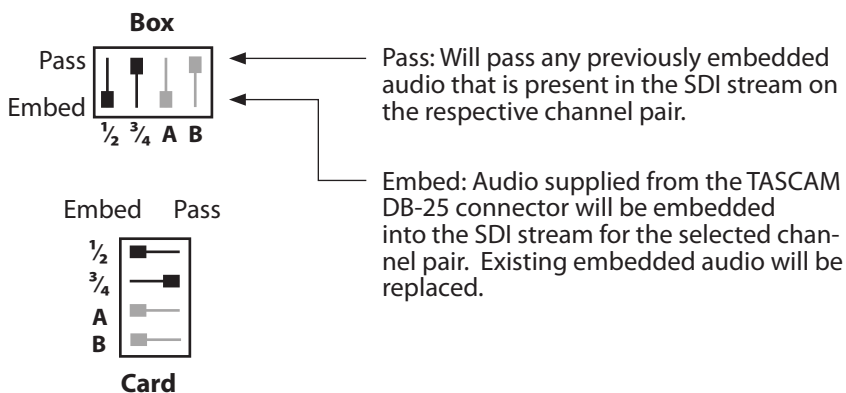 Box
Pass
Embed
½ ¾ A B
Pass: Will pass any previously embedded
audio that is present in the SDI stream on
the respective channel pair.
Embed: Audio supplied from the TASCAM
DB-25 connector will be embedded
into the SDI stream for the selected chan-
nel pair. Existing embedded audio will be
replaced.
Embed Pass
½
¾
A
B
Card